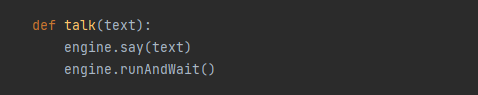 def talk(text):
    engine.say(text)
    engine.runAndWait()